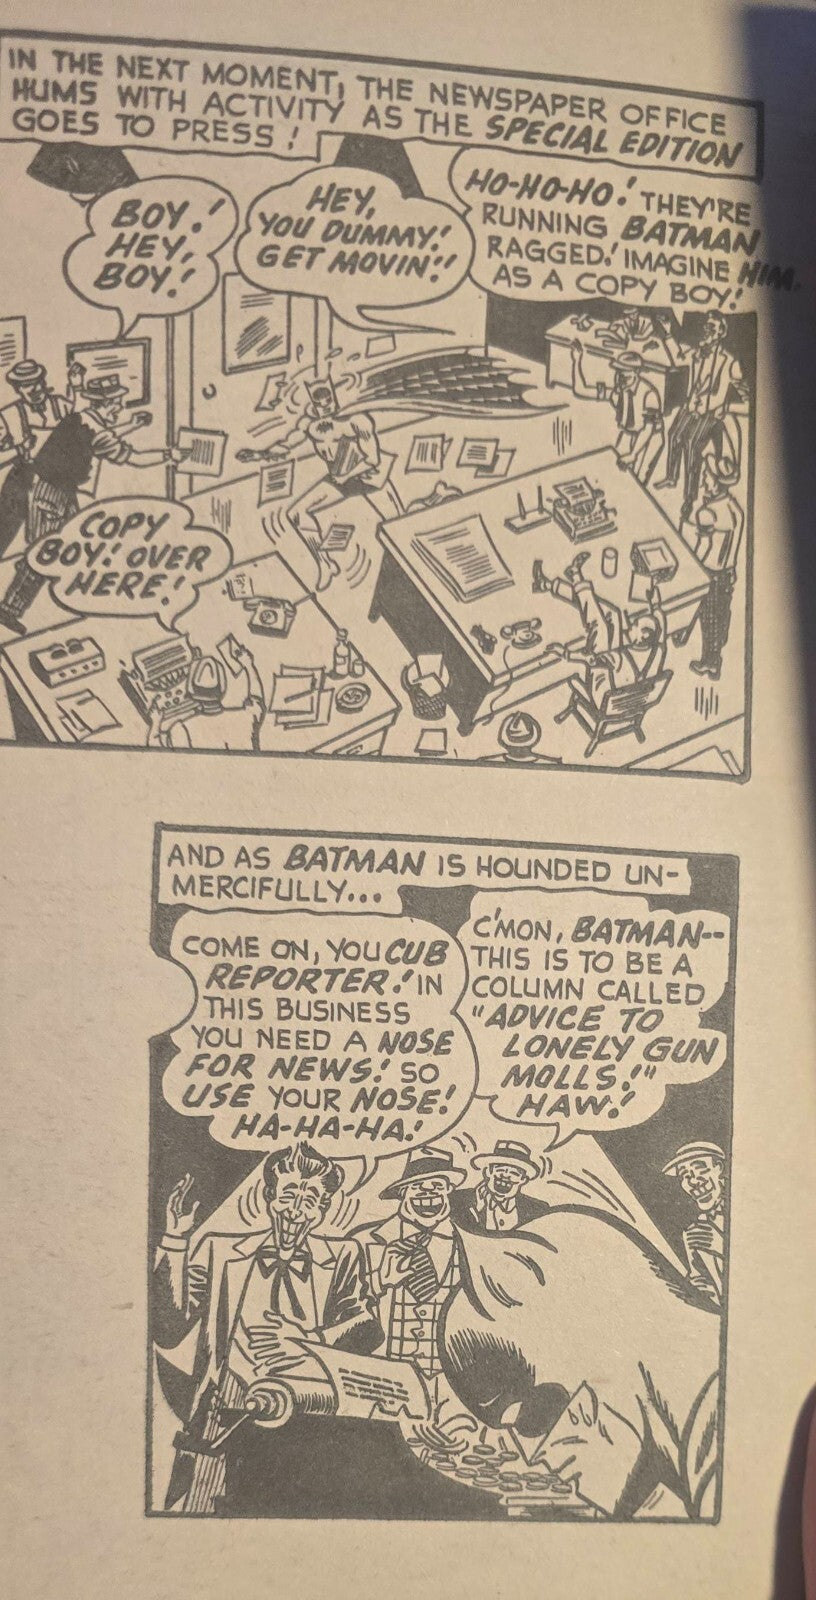 IN THE NEXT MOMENT, THE NEWSPAPER OFFICE
HUMS WITH ACTIVITY AS THE SPECIAL EDITION
GOES TO PRESS!
BOY!
HEY,
BOY!
HEY,
YOU DUMMY!
GET MOVIN'!
HO-HO-HO! THEY'RE
RUNNING BATMAN
RAGGED! IMAGINE HIM
AS A COPY BOY!
COPY
BOY! OVER
HERE!
AND AS BATMAN IS HOUNDED UN-
MERCIFULLY...
COME ON, YOU CUB
REPORTER! IN
THIS BUSINESS
YOU NEED A NOSE
FOR NEWS! SO
USE YOUR NOSE!
HA-HA-HA!
C'MON, BATMAN--
THIS IS TO BE A
COLUMN CALLED
"ADVICE TO
LONELY GUN
MOLLS!"
HAW!